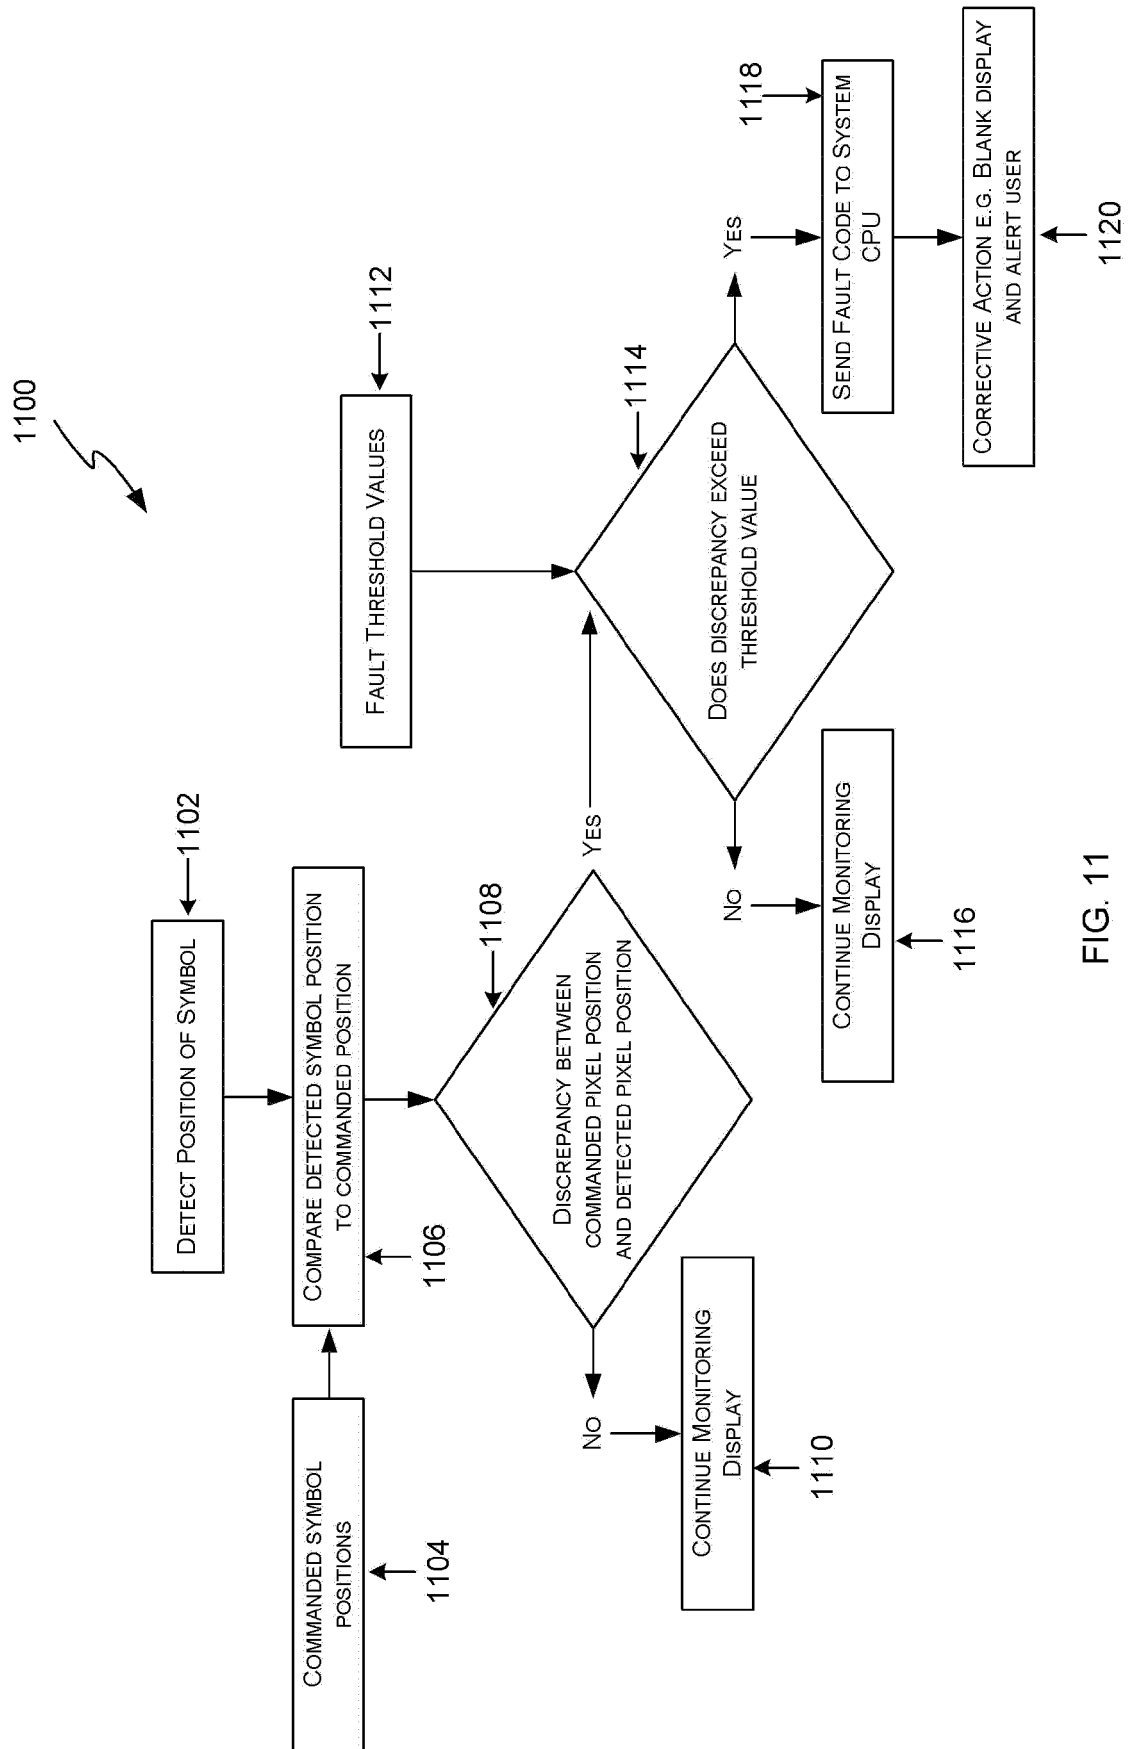 1100
1102
DETECT POSITION OF SYMBOL
1112
FAULT THRESHOLD VALUES
COMMANDED SYMBOL
POSITIONS
1104
COMPARE DETECTED SYMBOL POSITION
TO COMMANDED POSITION
1106
1108
DISCREPANCY BETWEEN
COMMANDED PIXEL POSITION
AND DETECTED PIXEL POSITION
NO
YES
CONTINUE MONITORING
DISPLAY
1110
1114
DOES DISCREPANCY EXCEED
THRESHOLD VALUE
NO
YES
CONTINUE MONITORING
DISPLAY
1116
1118
SEND FAULT CODE TO SYSTEM
CPU
CORRECTIVE ACTION E.G. BLANK DISPLAY
AND ALERT USER
1120
FIG. 11